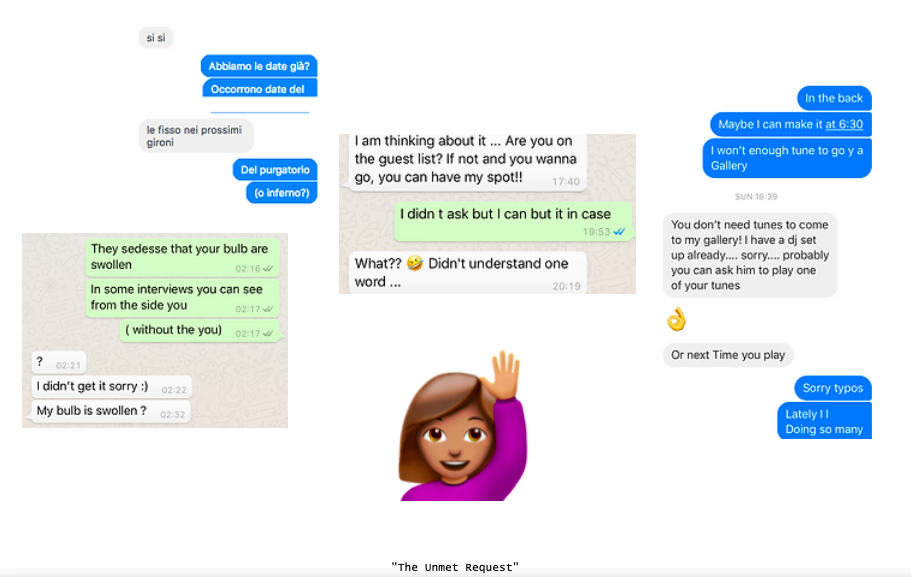 si si
Abbiamo le date già?
Occorrono date del
le fisso nei prossimi
gironi
Del purgatorio
(o inferno?)
They sedesse that your bulb are
swollen
02:16
In some interviews you can see
from the side you
02:17
( without the you)
02:17
?
02:21
I didn't get it sorry :)
02:22
My bulb is swollen ?
02:32
I am thinking about it ... Are you on
the guest list? If not and you wanna
go, you can have my spot!!
17:40
I didn t ask but I can but it in case
19:53
What?? 🤣 Didn't understand one
word ...
20:19
In the back
Maybe I can make it at 6:30
I won't enough tune to go y a
Gallery
SUN 16:39
You don't need tunes to come
to my gallery! I have a dj set
up already.... sorry.... probably
you can ask him to play one
of your tunes
👌
Or next Time you play
Sorry typos
Lately I I
Doing so many
"The Unmet Request"